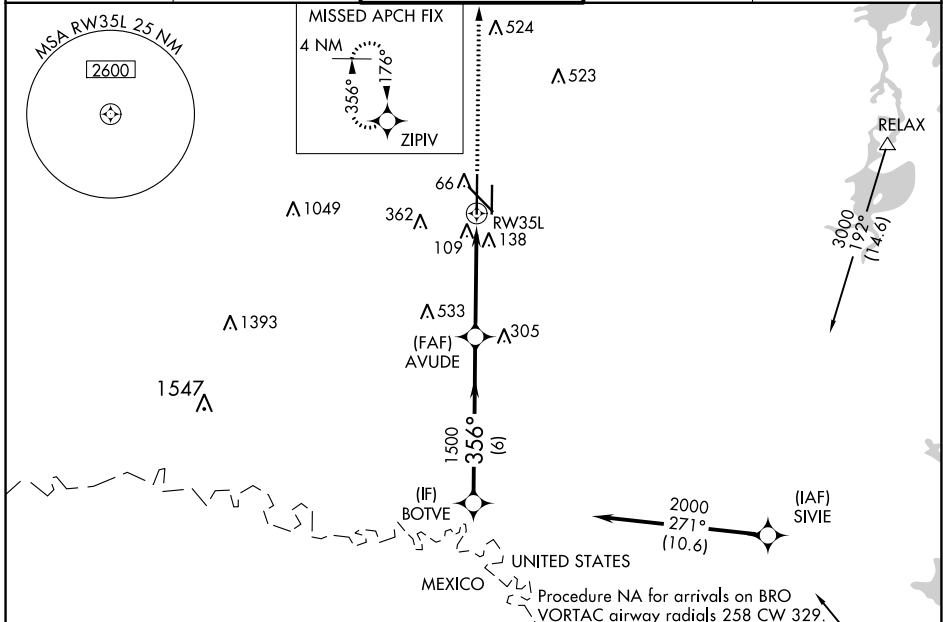 MSA RW35L 25 NM
2600
MISSED APCH FIX
4 NM
356°
176°
ZIPIV
524
523
RELAX
3000
192°
(14.6)
66
1049
362
RW35L
109
138
1393
533
(FAF)
AVUDE
305
1547
1500
356°
(6)
(IF)
BOTVE
2000
271°
(10.6)
(IAF)
SIVIE
UNITED STATES
MEXICO
Procedure NA for arrivals on BRO
VORTAC airway radials 258 CW 329.